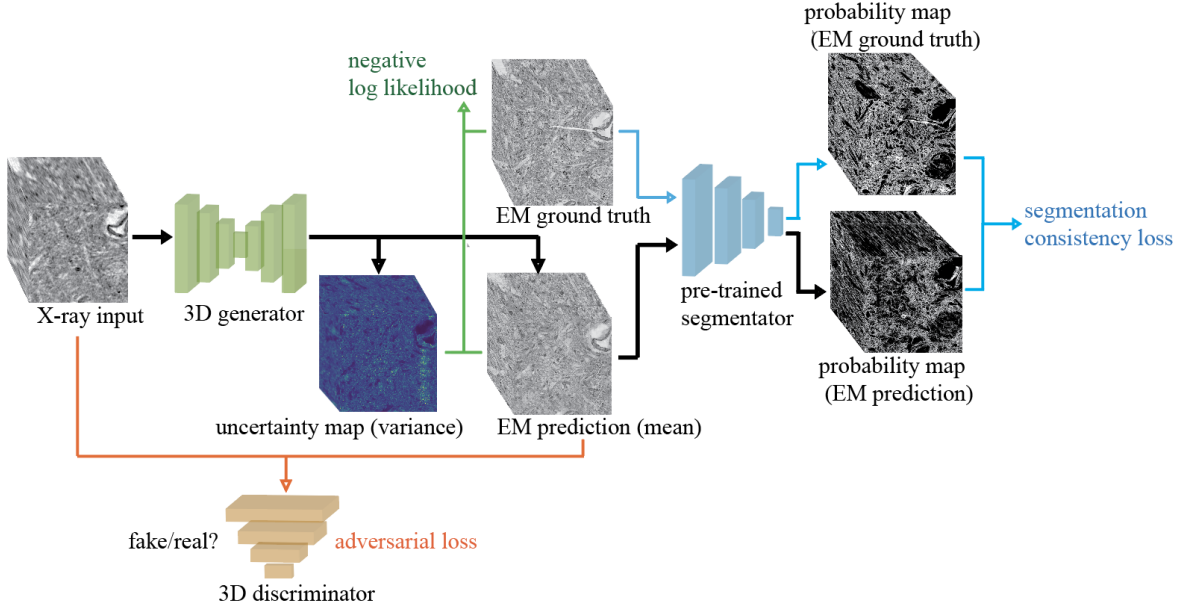 probability map
(EM ground truth)
negative
log likelihood
EM ground truth
segmentation
consistency loss
X-ray input
3D generator
pre-trained
segmentator
probability map
(EM prediction)
uncertainty map (variance)
EM prediction (mean)
fake/real?
adversarial loss
3D discriminator